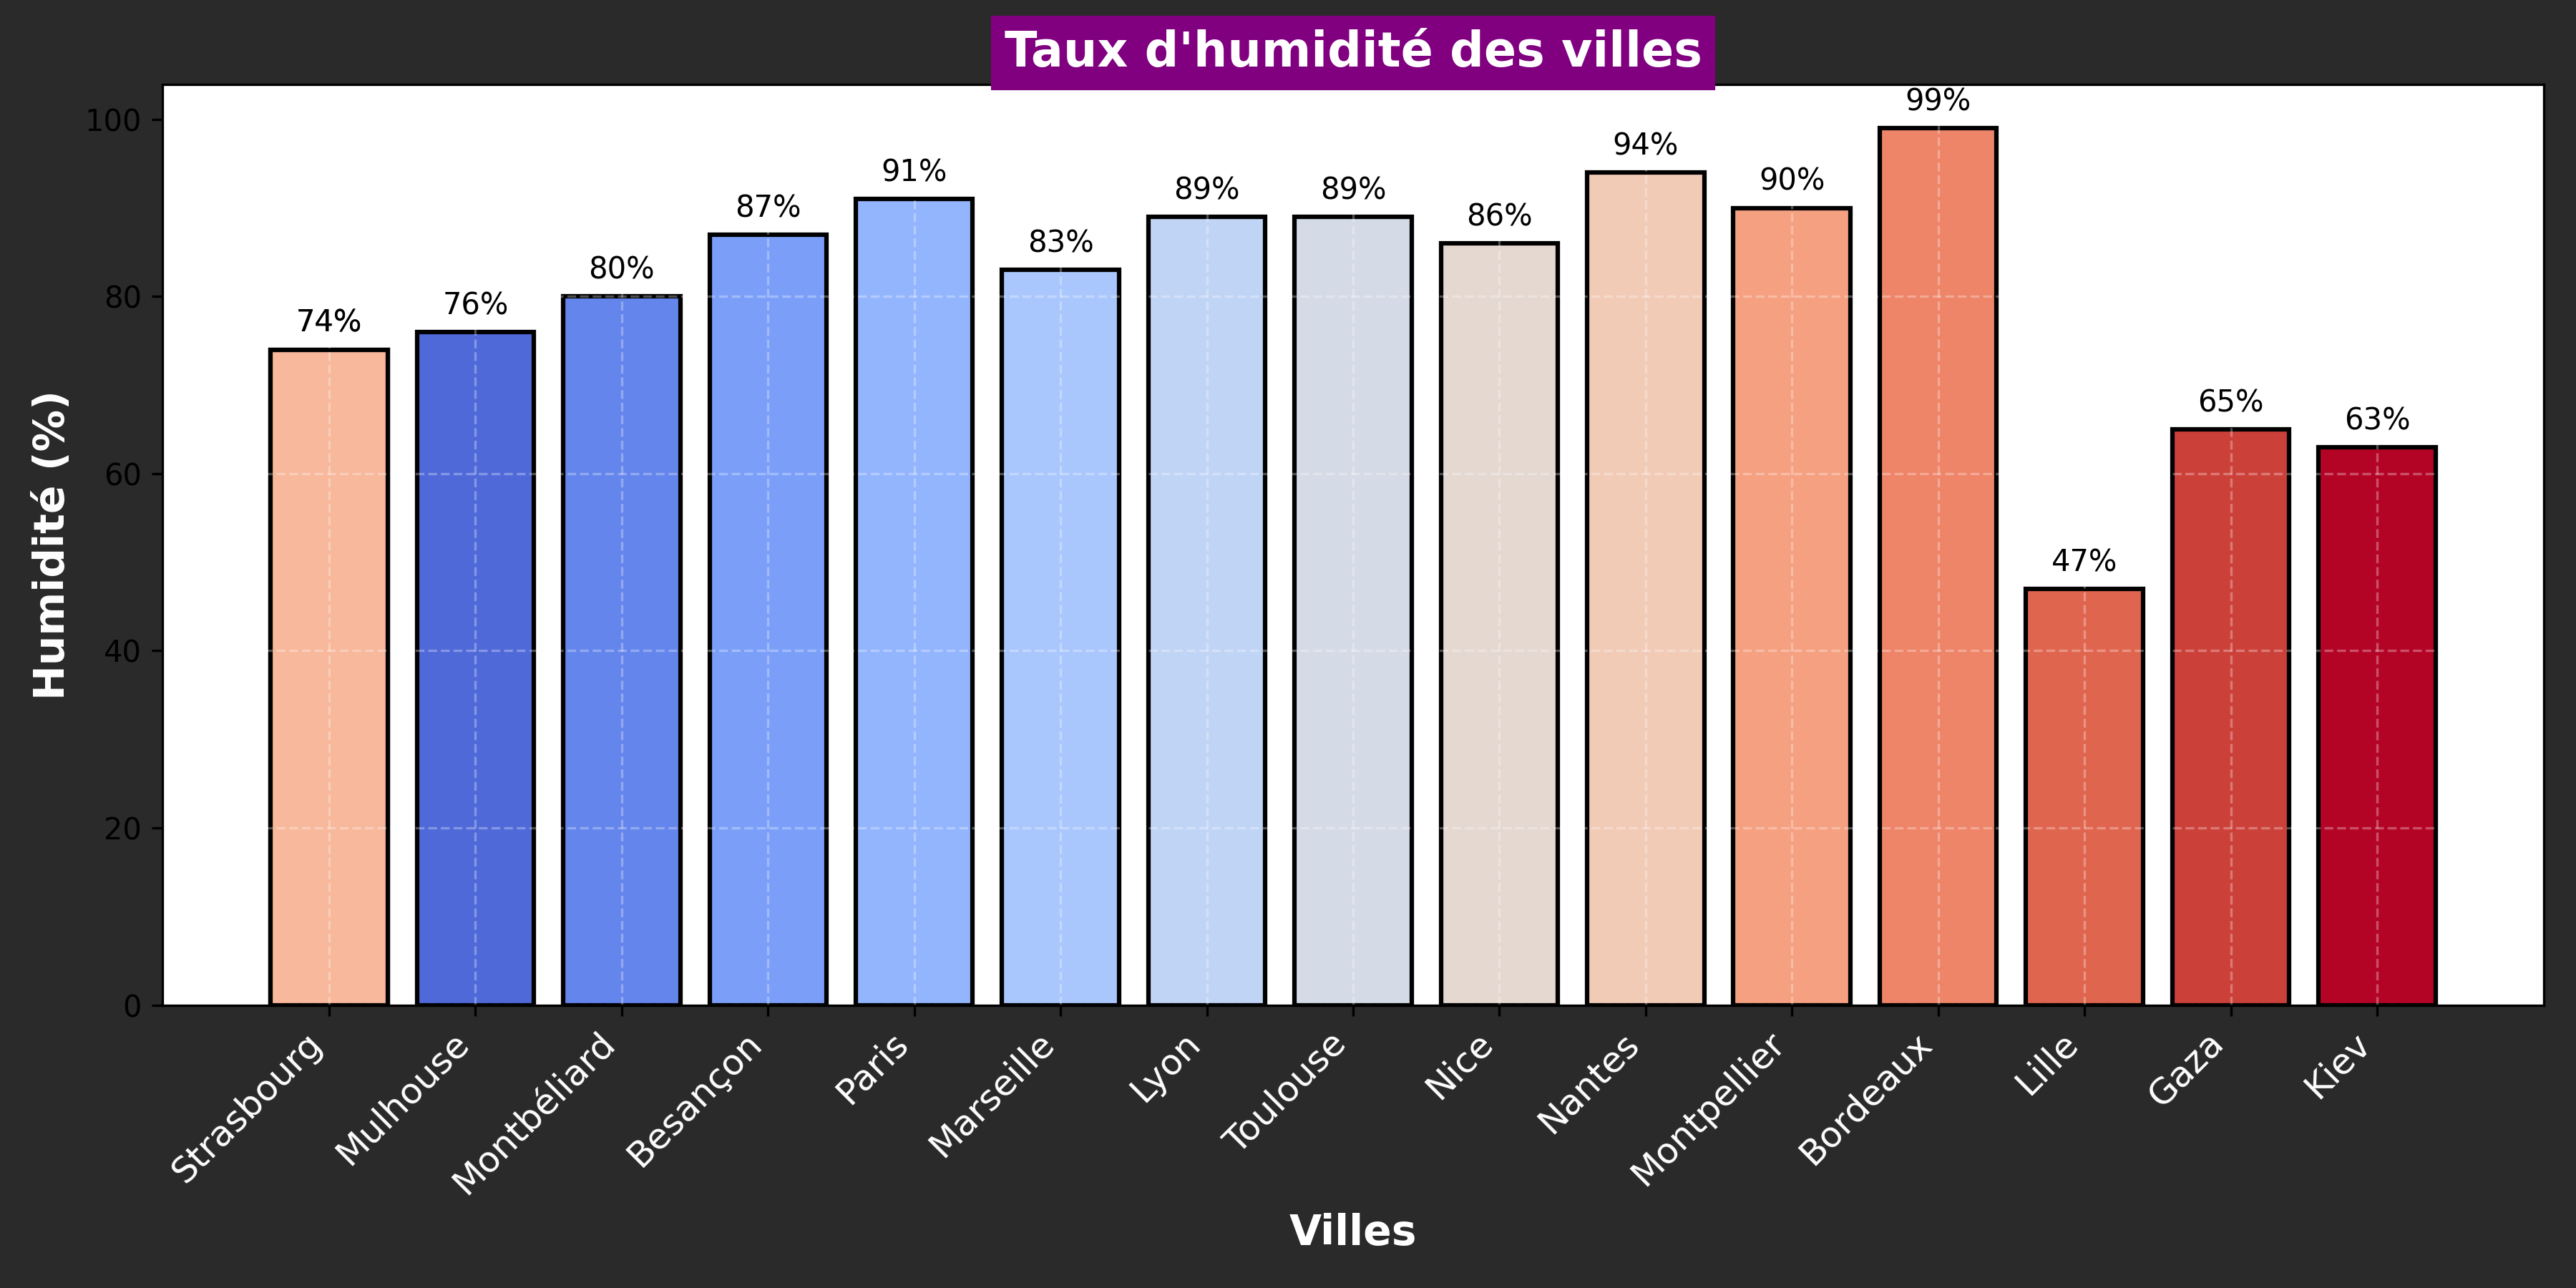 Taux d'humidité des villes
Humidité (%)
100
80
60
40
20
0
74%
76%
80%
87%
91%
83%
89%
89%
86%
94%
90%
99%
47%
65%
63%
Strasbourg
Mulhouse
Montbéliard
Besançon
Paris
Marseille
Lyon
Toulouse
Nice
Nantes
Montpellier
Bordeaux
Lille
Gaza
Kiev
Villes